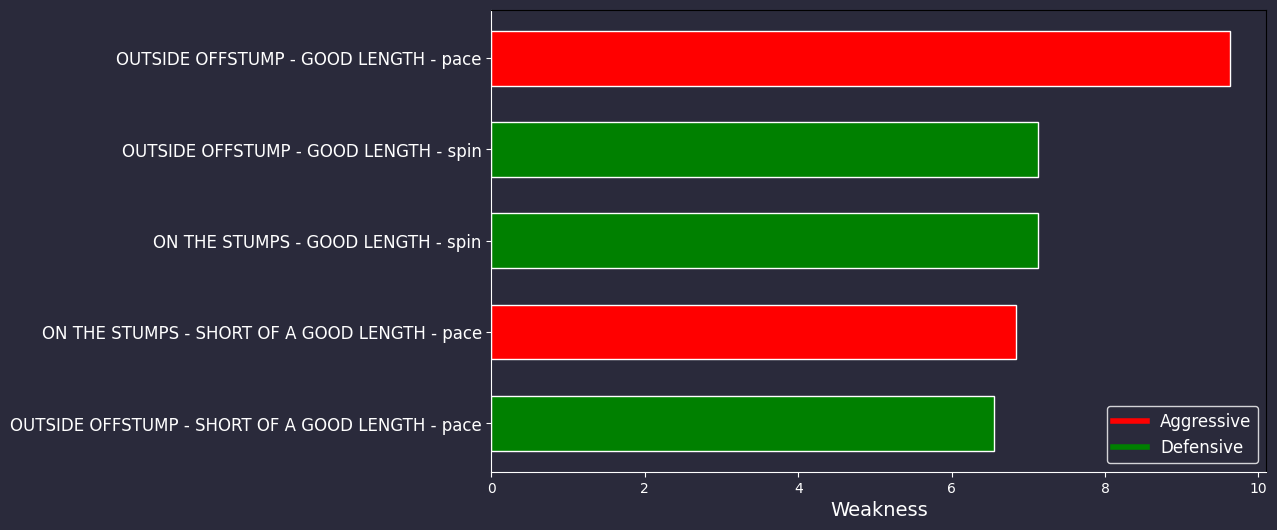 OUTSIDE OFFSTUMP - GOOD LENGTH - pace
OUTSIDE OFFSTUMP - GOOD LENGTH - spin
ON THE STUMPS - GOOD LENGTH - spin
ON THE STUMPS - SHORT OF A GOOD LENGTH - pace
OUTSIDE OFFSTUMP - SHORT OF A GOOD LENGTH - pace
Aggressive
Defensive
0 2 4 6 8 10
Weakness